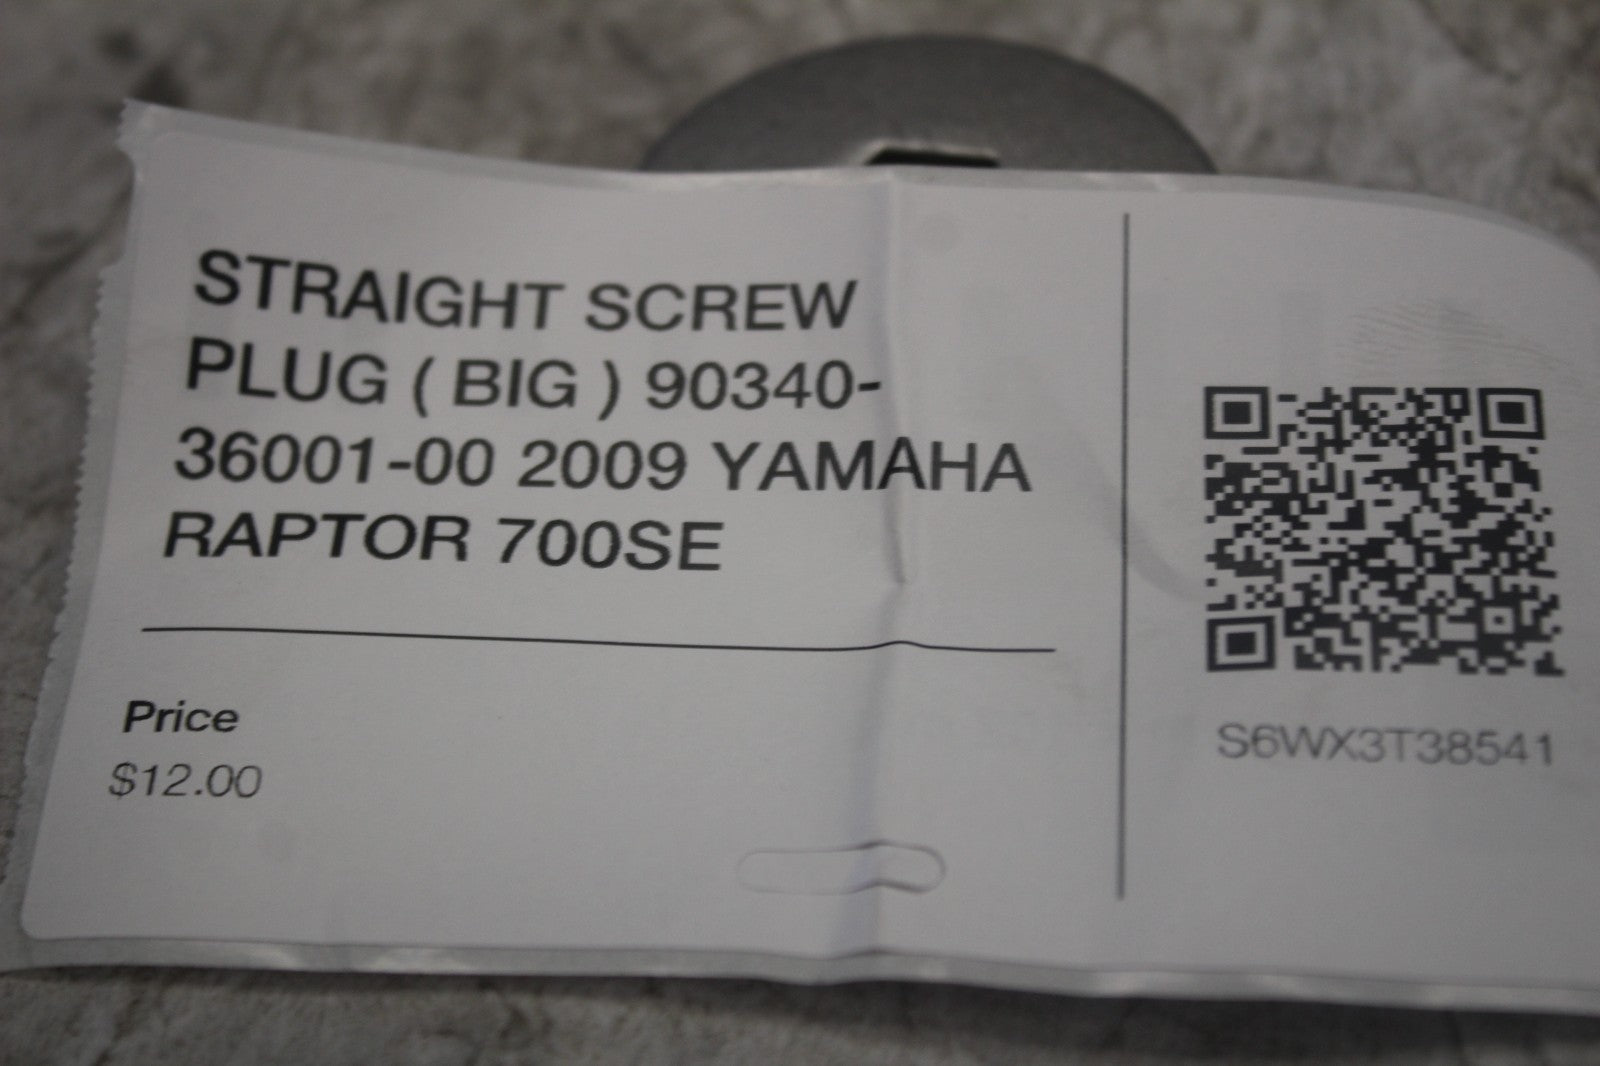 STRAIGHT SCREW
PLUG ( BIG ) 90340-
36001-00 2009 YAMAHA
RAPTOR 700SE
Price
$12.00
S6WX3T38541